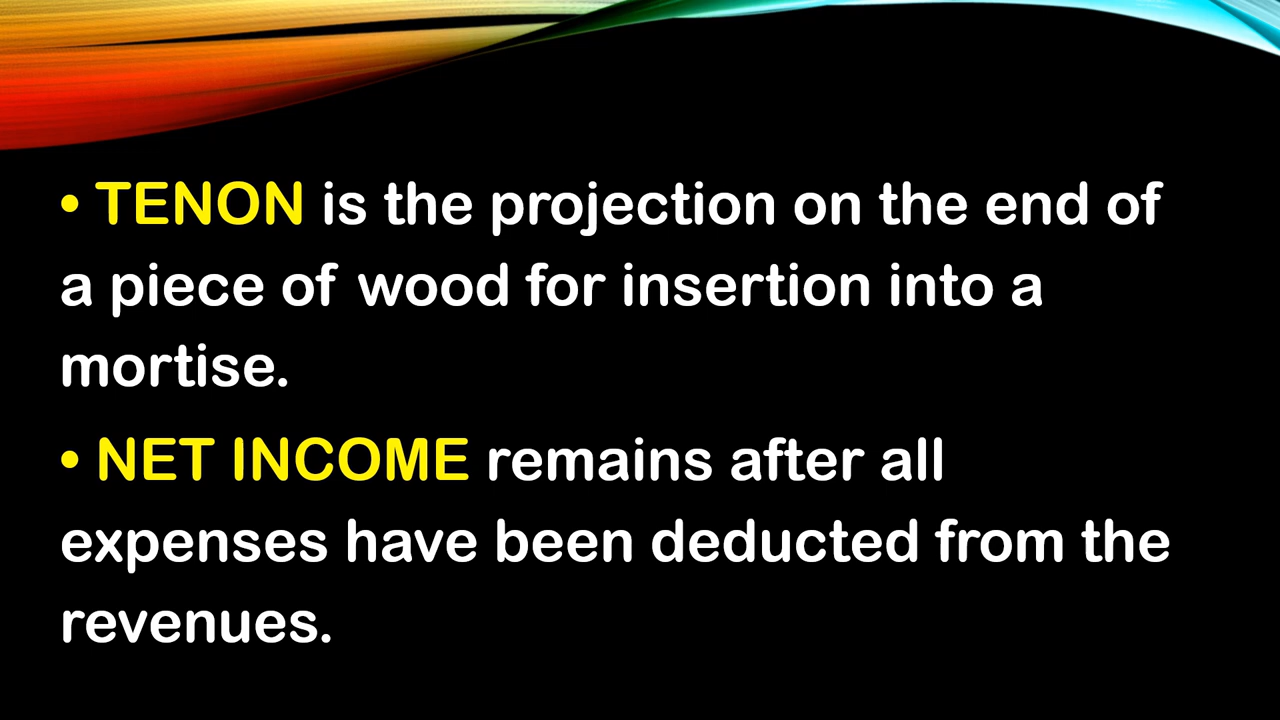 • TENON is the projection on the end of
a piece of wood for insertion into a
mortise.
• NET INCOME remains after all
expenses have been deducted from the
revenues.